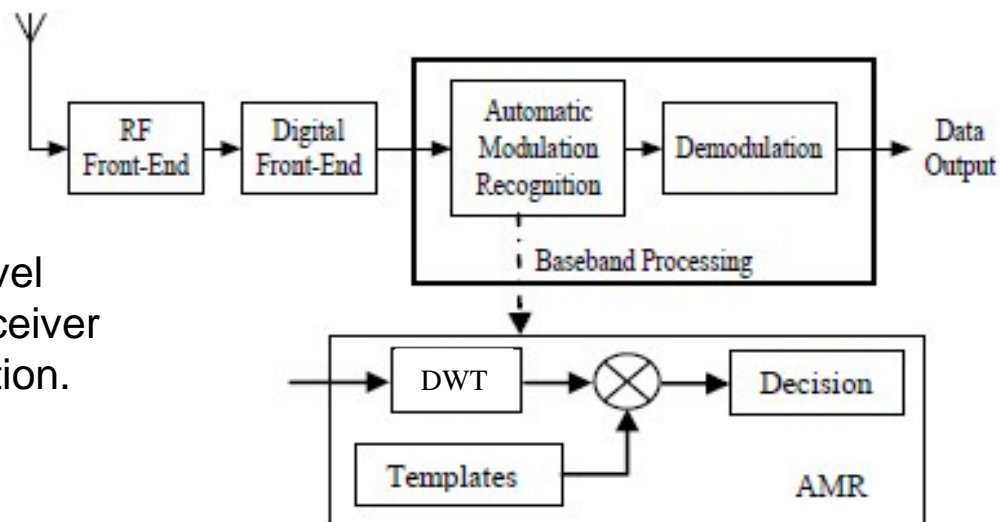 RF
Front-End
Digital
Front-End
Automatic
Modulation
Recognition
Demodulation
Data
Output
Baseband Processing
vel
ceiver
tion.
DWT
Decision
Templates
AMR